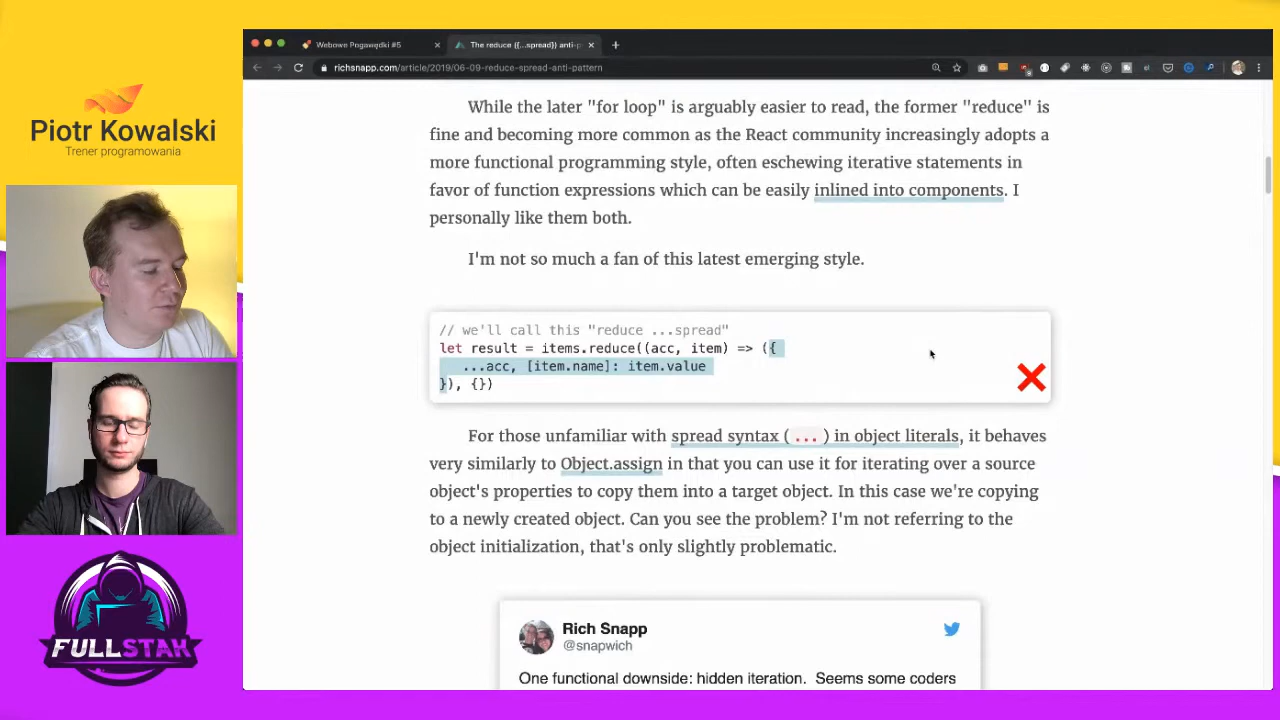 Webowe Pogawędki #5
The reduce ({...spread}) anti-p
richsnapp.com/article/2019/06-09-reduce-spread-anti-pattern
Piotr Kowalski
Trener programowania
While the later "for loop" is arguably easier to read, the former "reduce" is
fine and becoming more common as the React community increasingly adopts a
more functional programming style, often eschewing iterative statements in
favor of function expressions which can be easily inlined into components. I
personally like them both.
I'm not so much a fan of this latest emerging style.
// we'll call this "reduce ...spread"
let result = items.reduce((acc, item) => ({
...acc, [item.name]: item.value
}), {})
For those unfamiliar with spread syntax (...) in object literals, it behaves
very similarly to Object.assign in that you can use it for iterating over a source
object's properties to copy them into a target object. In this case we're copying
to a newly created object. Can you see the problem? I'm not referring to the
object initialization, that's only slightly problematic.
Rich Snapp
@snapwich
One functional downside: hidden iteration. Seems some coders
FULLSTAK